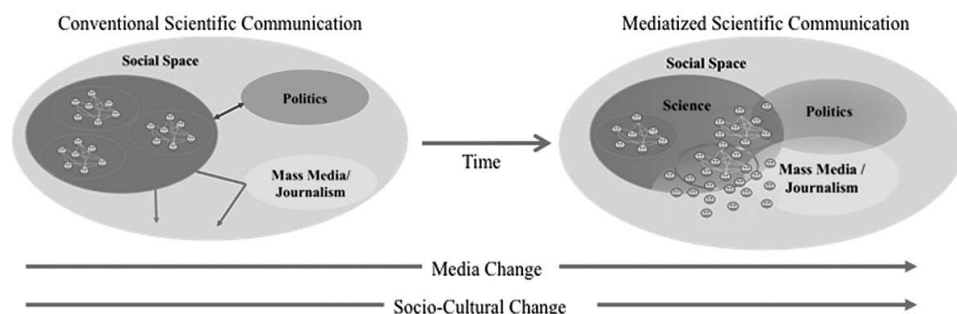 Conventional Scientific Communication
Social Space
Politics
Mass Media/
Journalism
Time
Mediatized Scientific Communication
Social Space
Science
Politics
Mass Media /
Journalism
Media Change
Socio-Cultural Change